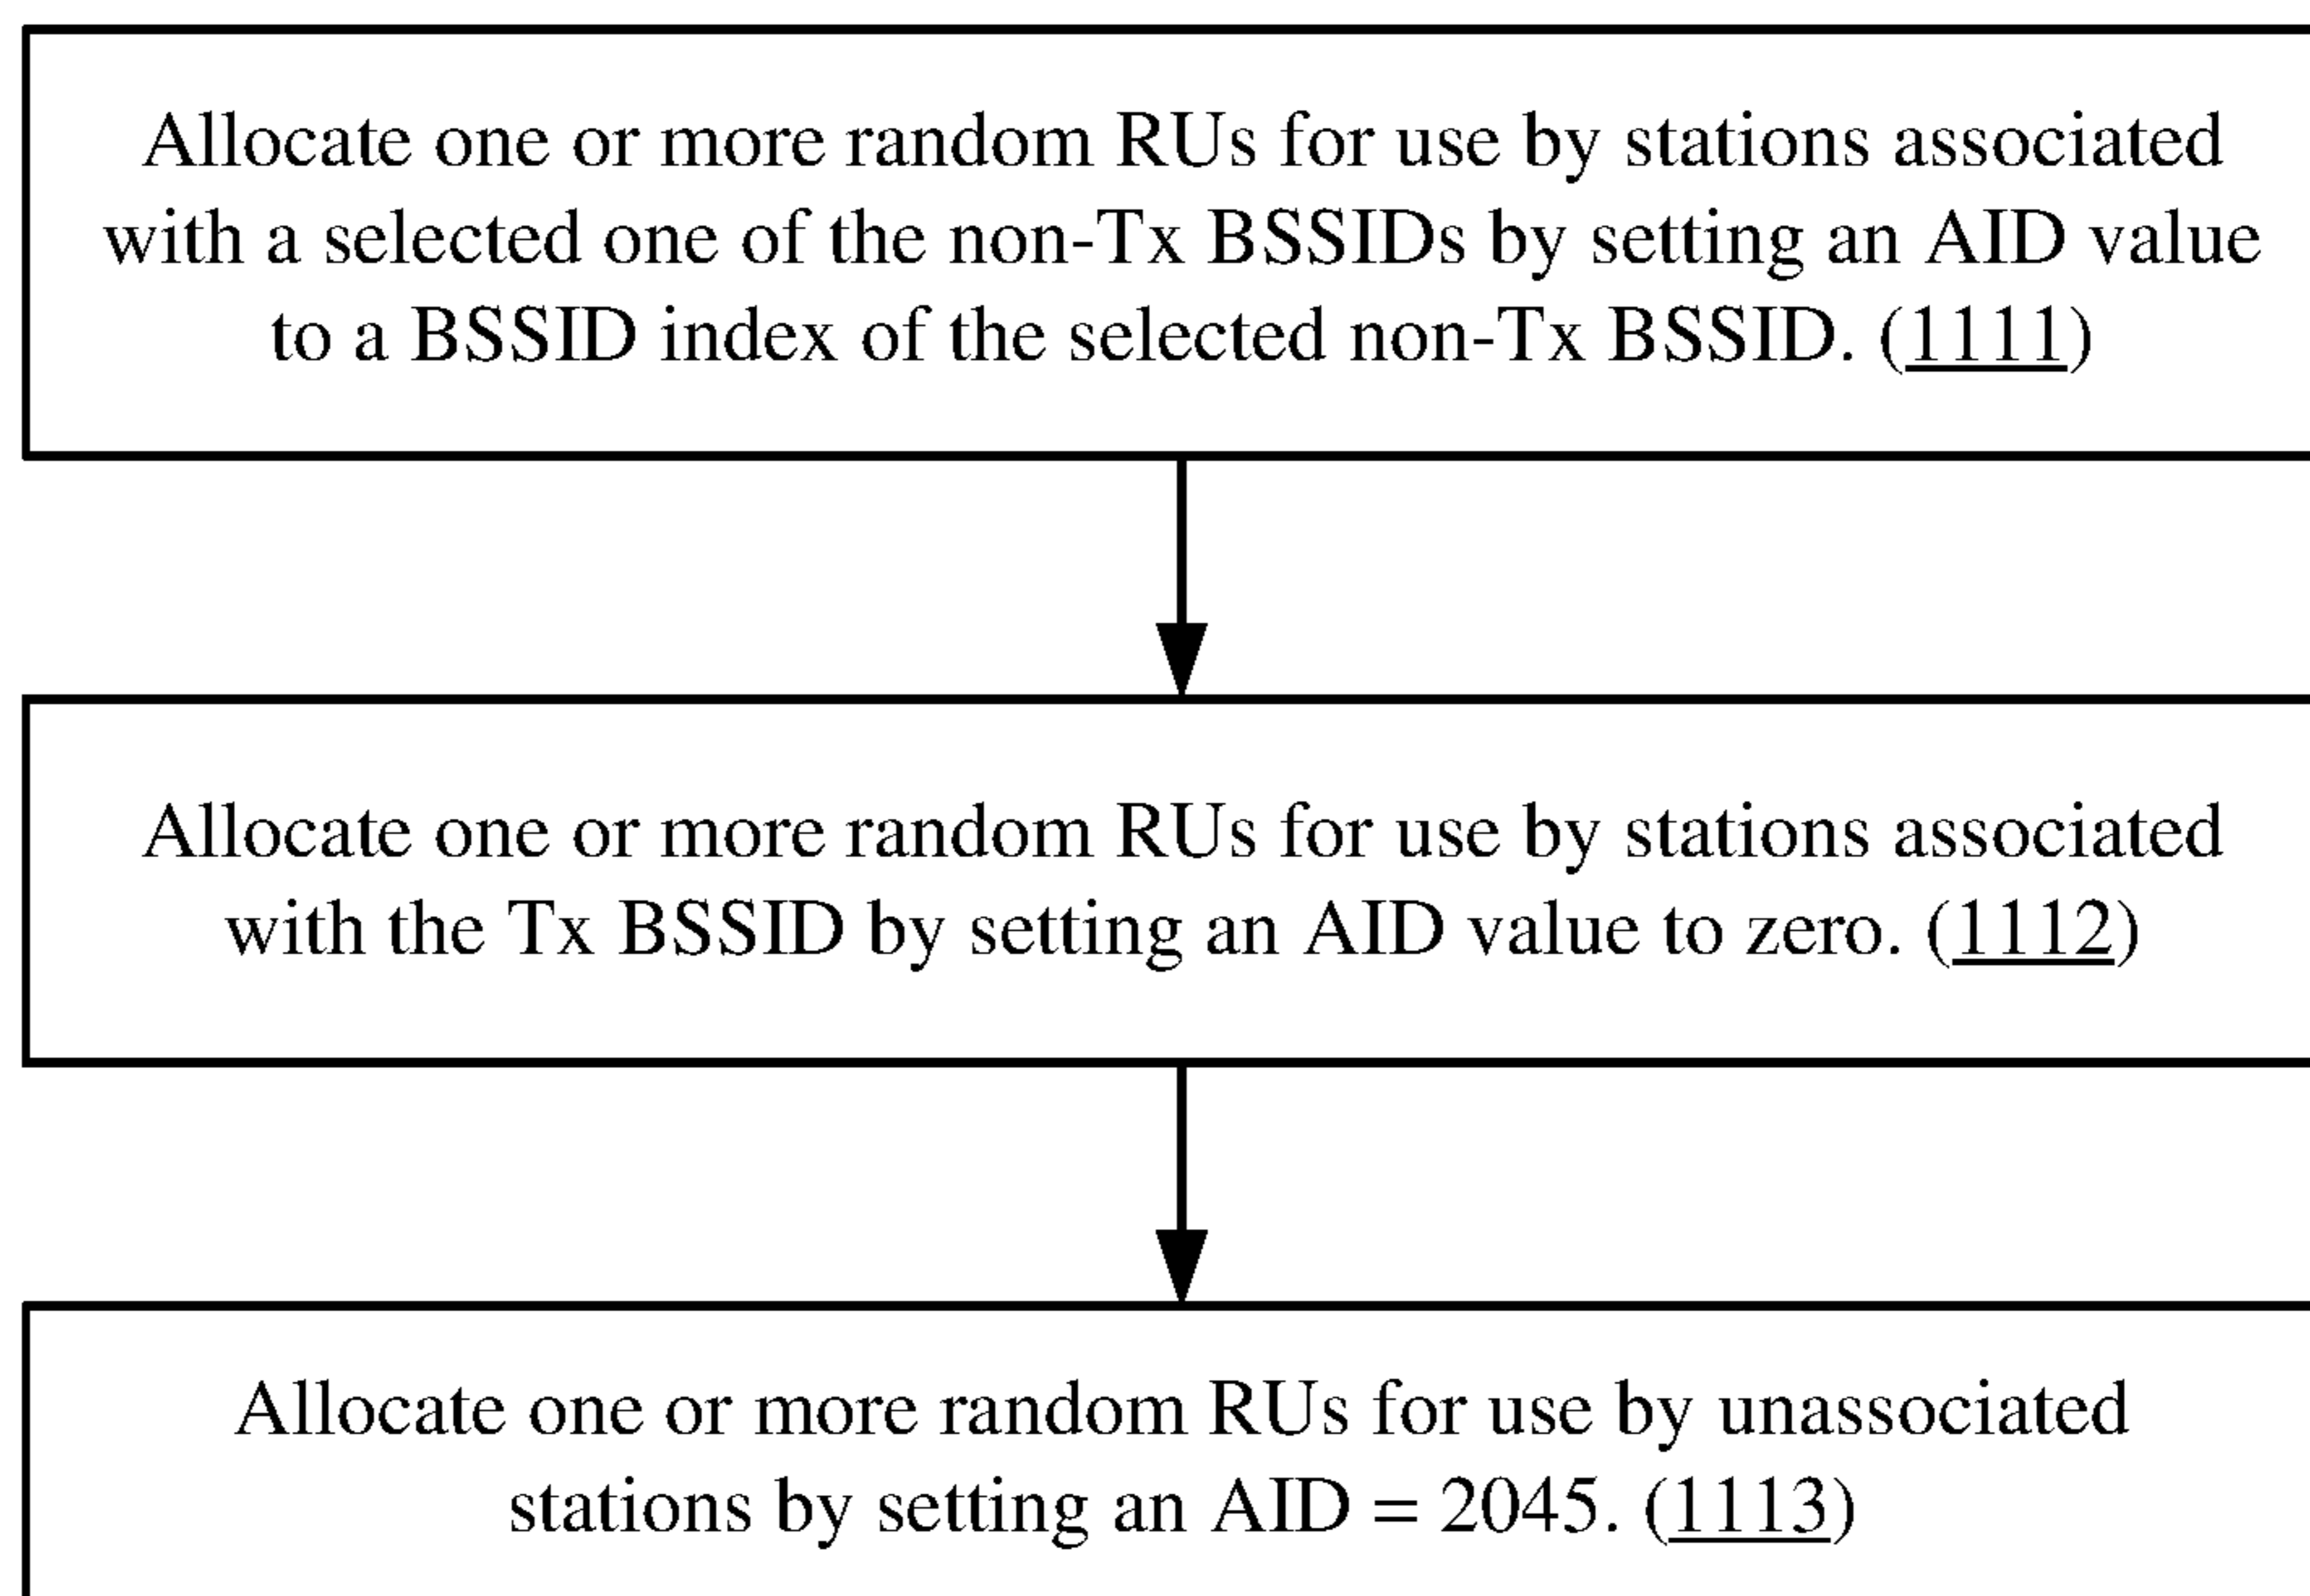 Allocate one or more random RUs for use by stations associated
with a selected one of the non-Tx BSSIDs by setting an AID value
to a BSSID index of the selected non-Tx BSSID. (1111)
Allocate one or more random RUs for use by stations associated
with the Tx BSSID by setting an AID value to zero. (1112)
Allocate one or more random RUs for use by unassociated
stations by setting an AID = 2045. (1113)